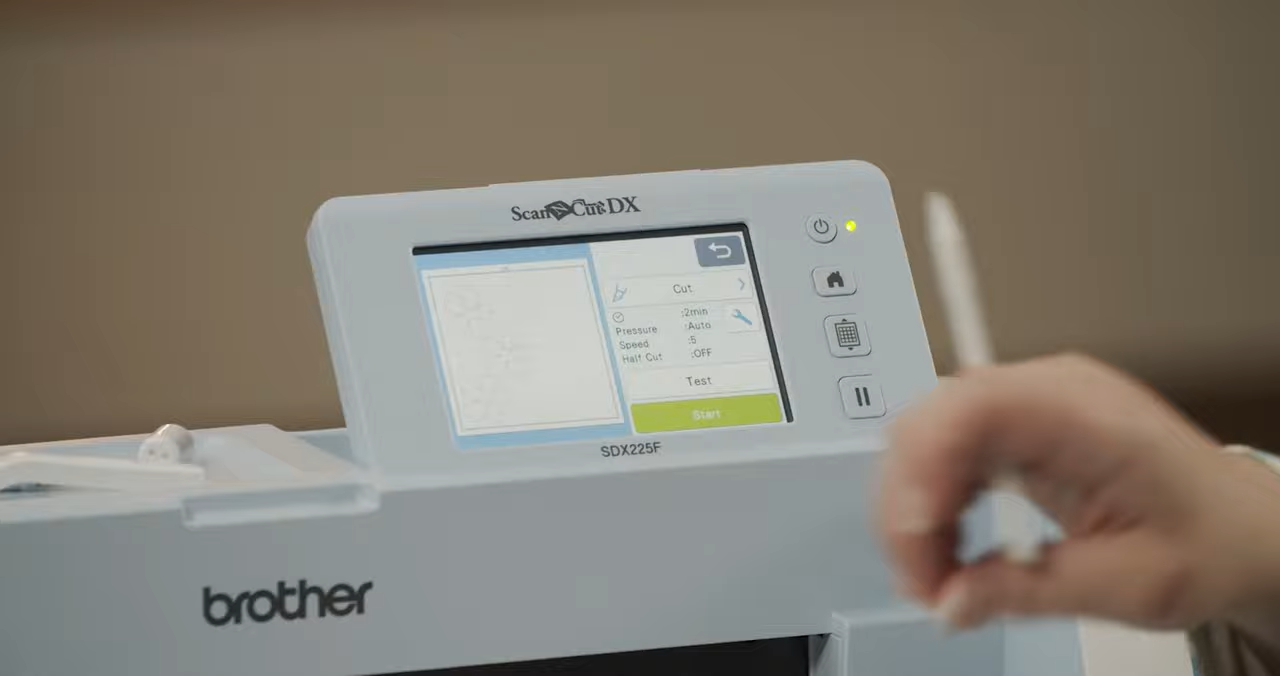 ScanNCut DX
Cut
:2min
Pressure :Auto
Speed :5
Half Cut :OFF
Test
Start
SDX225F
brother